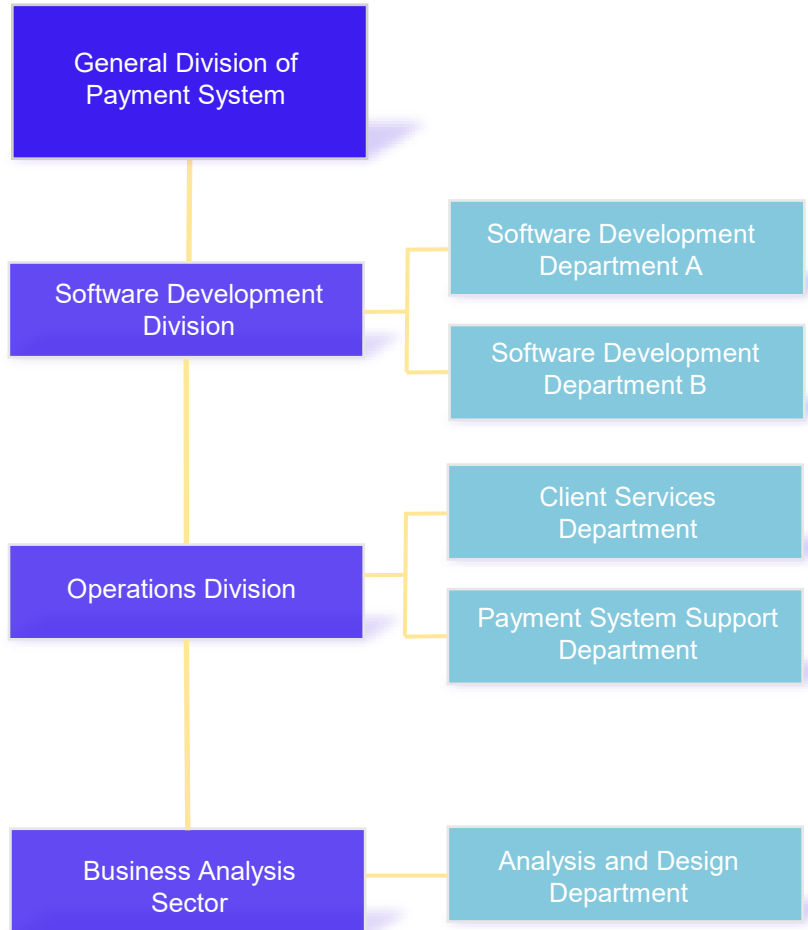 General Division of
Payment System
Software Development
Division
Software Development
Department A
Software Development
Department B
Operations Division
Client Services
Department
Payment System Support
Department
Business Analysis
Sector
Analysis and Design
Department